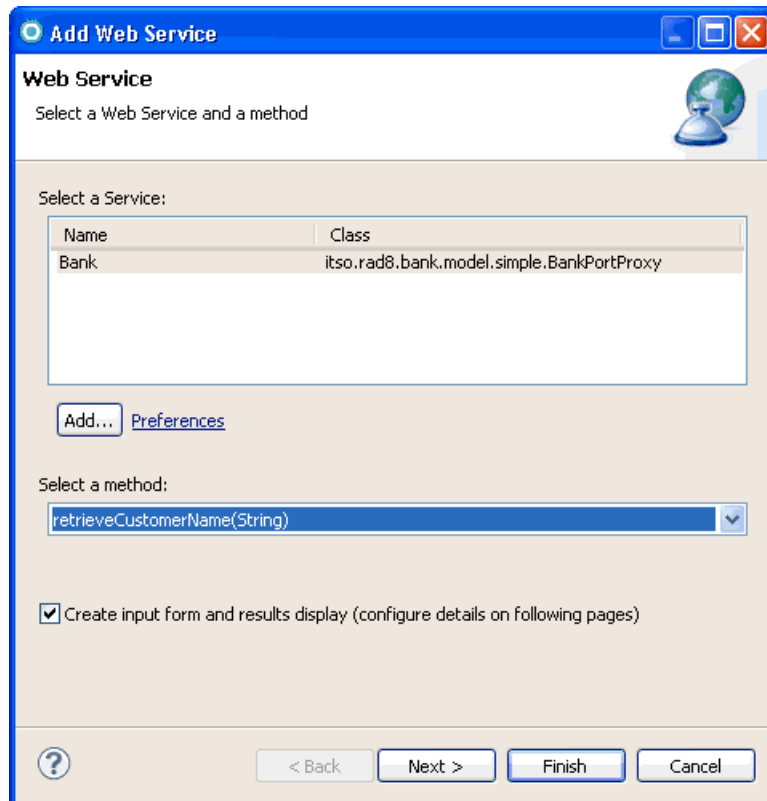 Add Web Service
Web Service
Select a Web Service and a method
Select a Service:
Name Class
Bank itso.rad8.bank.model.simple.BankPortProxy
Add... Preferences
Select a method:
retrieveCustomerName(String)
Create input form and results display (configure details on following pages)
? < Back Next > Finish Cancel